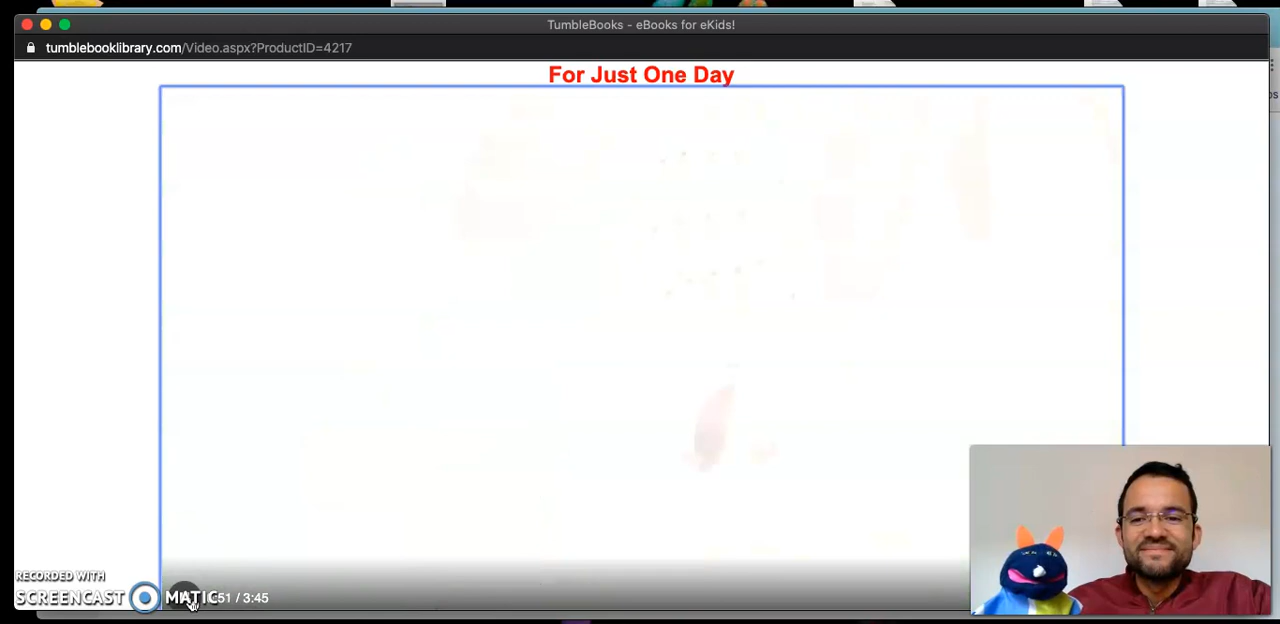 TumbleBooks - eBooks for eKids!
tumblebooklibrary.com/Video.aspx?ProductID=4217
For Just One Day
RECORDED WITH
SCREENCAST MATIC
51 / 3:45